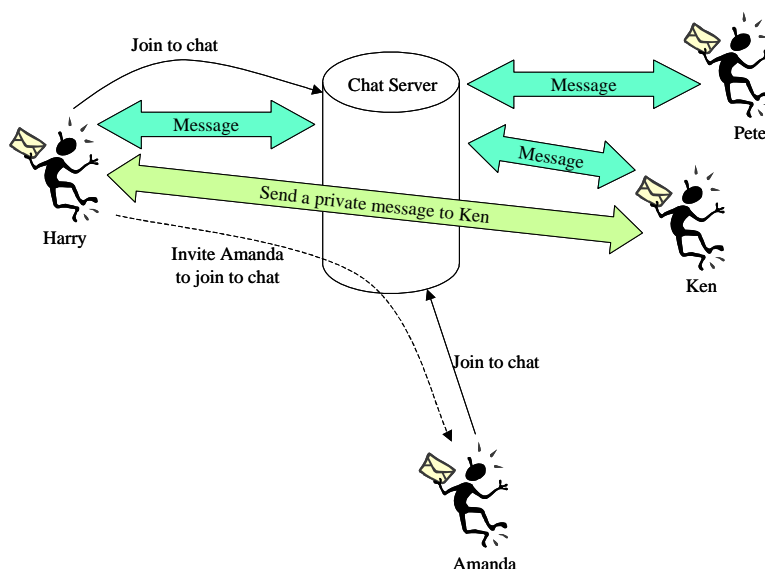 Join to chat
Chat Server
Message
Message
Pete
Message
Send a private message to Ken
Harry
Invite Amanda
to join to chat
Ken
Join to chat
Amanda